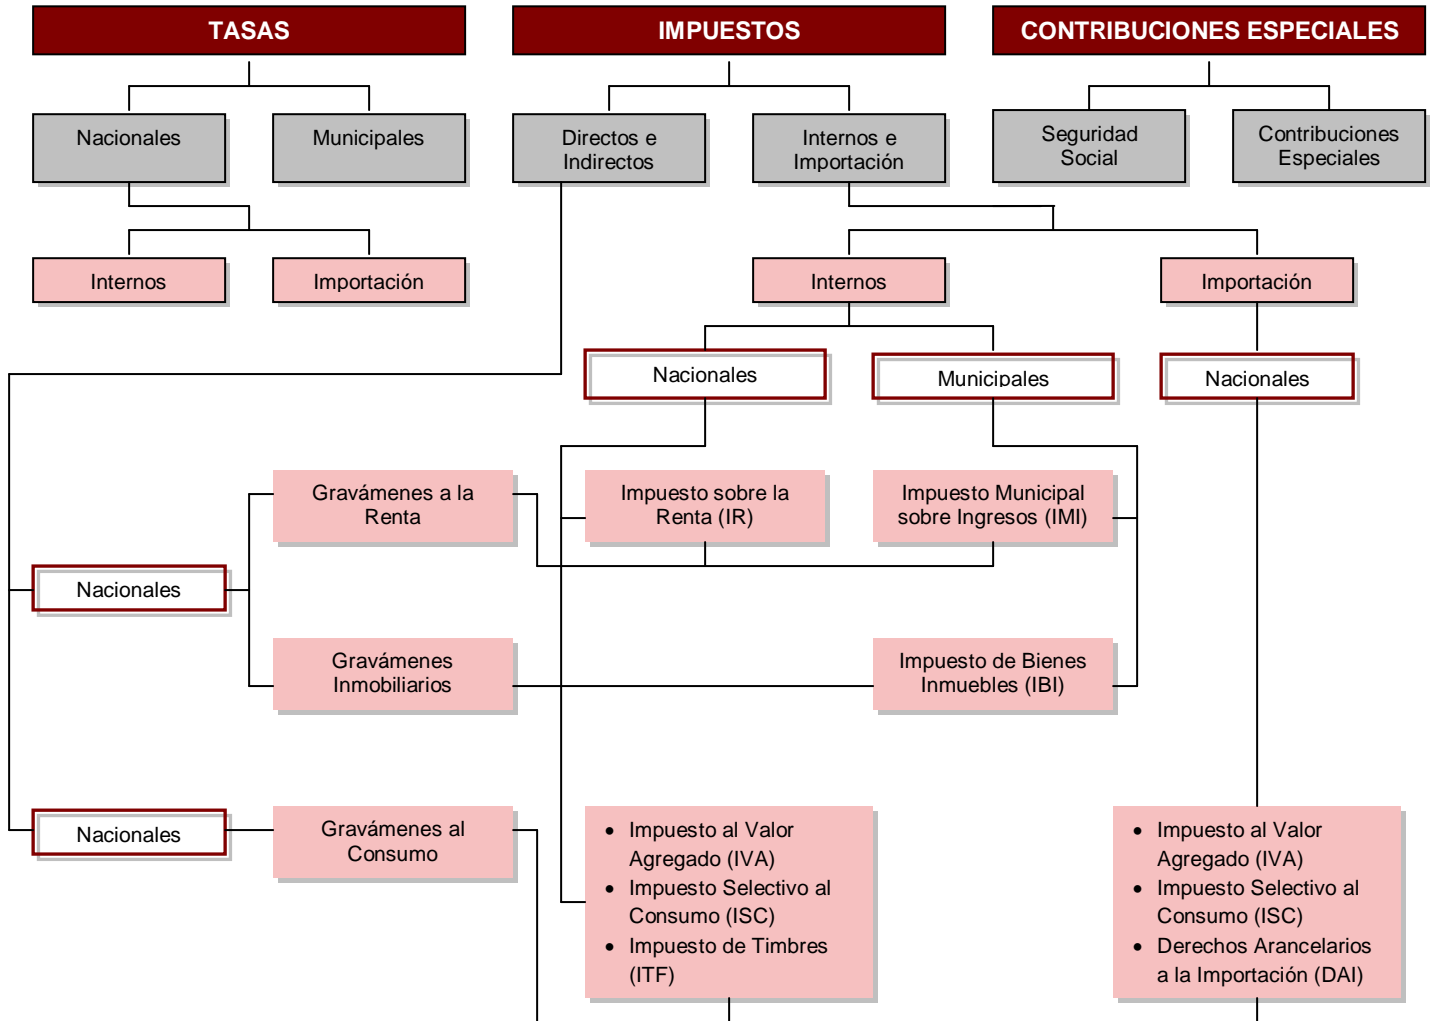 TASAS
IMPUESTOS
CONTRIBUCIONES ESPECIALES
Nacionales
Municipales
Directos e
Indirectos
Internos e
Importación
Seguridad
Social
Contribuciones
Especiales
Internos
Importación
Internos
Importación
Nacionales
Municipales
Nacionales
Gravámenes a la
Renta
Impuesto sobre la
Renta (IR)
Impuesto Municipal
sobre Ingresos (IMI)
Nacionales
Gravámenes
Inmobiliarios
Impuesto de Bienes
Inmuebles (IBI)
Nacionales
Gravámenes al
Consumo
• Impuesto al Valor
Agregado (IVA)
• Impuesto Selectivo al
Consumo (ISC)
• Impuesto de Timbres
(ITF)
• Impuesto al Valor
Agregado (IVA)
• Impuesto Selectivo al
Consumo (ISC)
• Derechos Arancelarios
a la Importación (DAI)